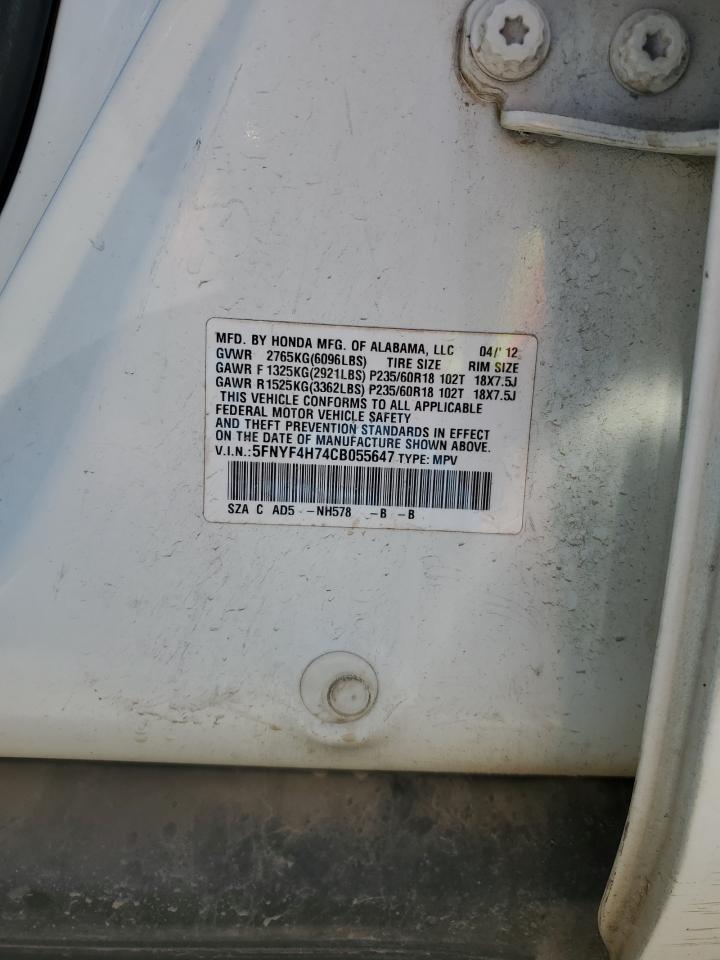 MFD. BY HONDA MFG. OF ALABAMA, LLC 04/'12
GVWR 2765KG(6096LBS) TIRE SIZE RIM SIZE
GAWR F 1325KG(2921LBS) P235/60R18 102T 18X7.5J
GAWR R1525KG(3362LBS) P235/60R18 102T 18X7.5J
THIS VEHICLE CONFORMS TO ALL APPLICABLE
FEDERAL MOTOR VEHICLE SAFETY
AND THEFT PREVENTION STANDARDS IN EFFECT
ON THE DATE OF MANUFACTURE SHOWN ABOVE.
V.I.N.: 5FNYF4H74CB055647 TYPE: MPV
SZA C AD5 -NH578 -B -B